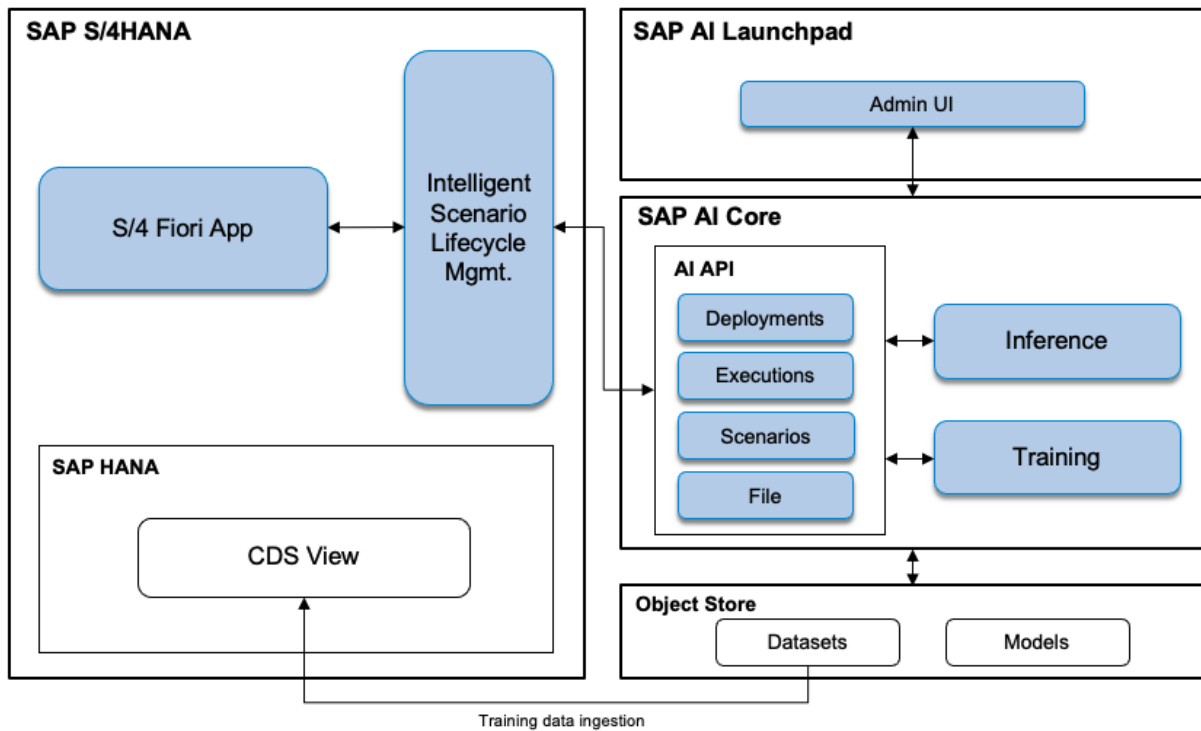 SAP S/4HANA
S/4 Fiori App
Intelligent
Scenario
Lifecycle
Mgmt.
SAP HANA
CDS View
SAP AI Launchpad
Admin UI
SAP AI Core
AI API
Deployments
Executions
Scenarios
File
Inference
Training
Object Store
Datasets
Models
Training data ingestion